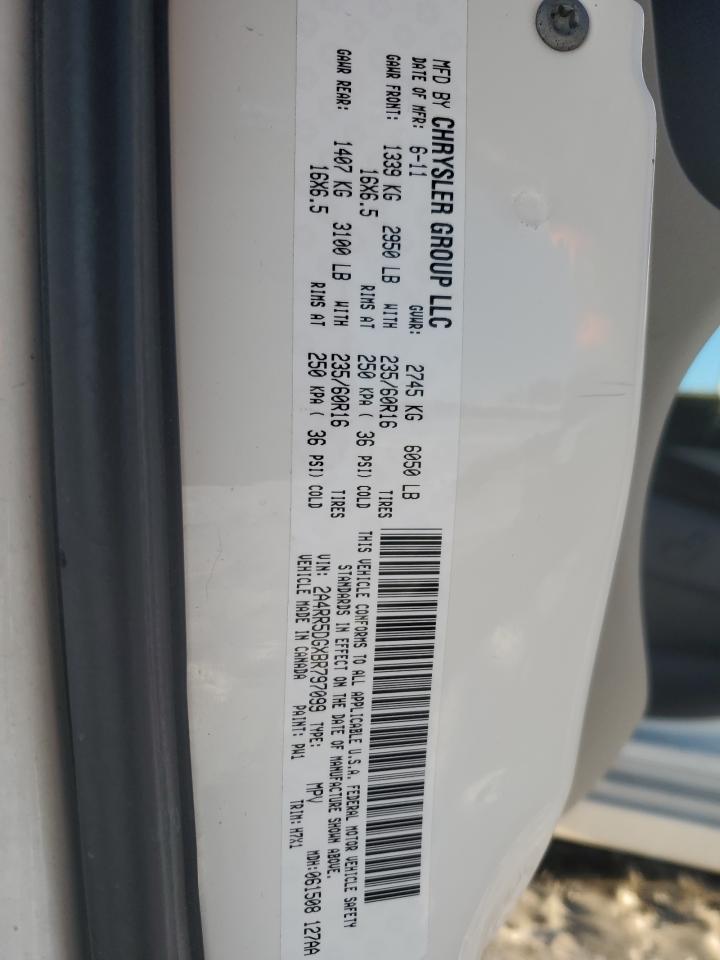 MFD BY CHRYSLER GROUP LLC
DATE OF MFR: 6-11 GVWR: 2745 KG 6050 LB
GAWR FRONT: 1339 KG 2950 LB WITH 235/60R16 TIRES
16X6.5 RIMS AT 250 KPA ( 36 PSI) COLD
GAWR REAR: 1407 KG 3100 LB WITH 235/60R16 TIRES
16X6.5 RIMS AT 250 KPA ( 36 PSI) COLD
THIS VEHICLE CONFORMS TO ALL APPLICABLE U.S.A. FEDERAL MOTOR VEHICLE SAFETY
STANDARDS IN EFFECT ON THE DATE OF MANUFACTURE SHOWN ABOVE.
VIN: 2A4RR5DGXBR797099 TYPE: MPV MDH:061508 127AA
VEHICLE MADE IN CANADA PAINT: PW1 TRIM: H7X1